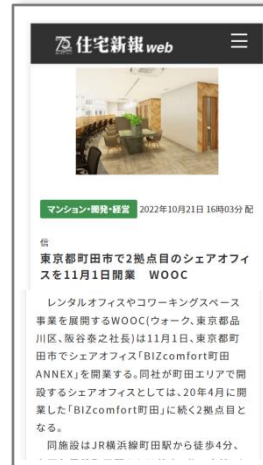 75 住宅新報web
マンション・開発・経営 2022年10月21日 16時03分 配
信
東京都町田市で2拠点目のシェアオフィ
スを11月1日開業 WOOC
レンタルオフィスやコワーキングスペース
事業を展開するWOOC(ウォーク、東京都品
川区、阪谷泰之社長)は11月1日、東京都町
田市でシェアオフィス「BIZcomfort町田
ANNEX」を開業する。同社が町田エリアで開
設するシェアオフィスとしては、20年4月に開
業した「BIZcomfort町田」に続く2拠点目と
なる。
同施設はJR横浜線町田駅から徒歩4分、